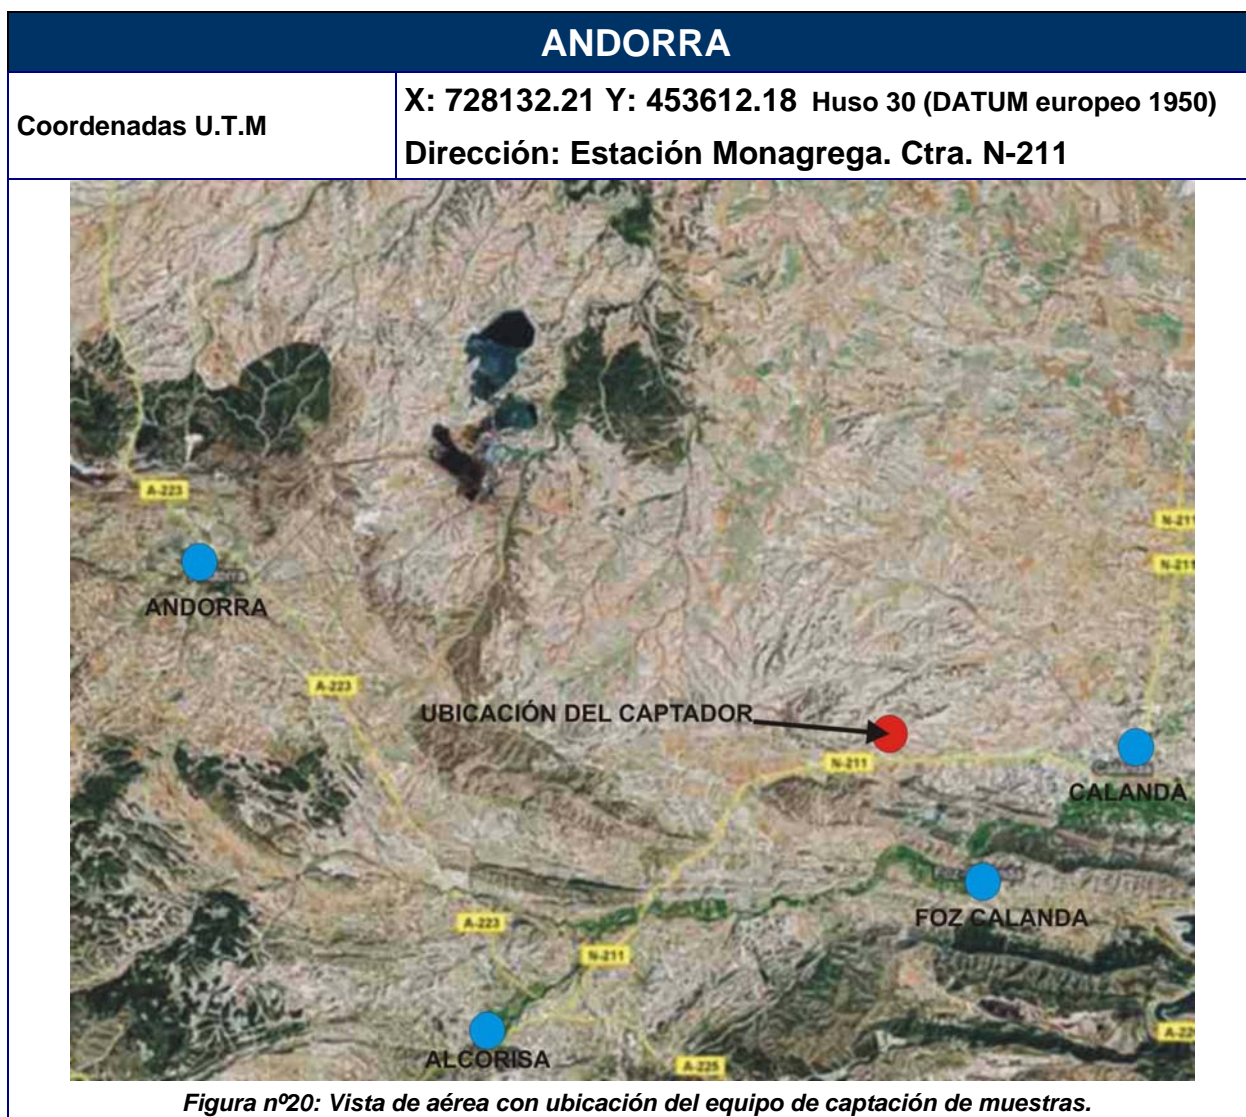 ANDORRA
Coordenadas U.T.M
X: 728132.21 Y: 453612.18 Huso 30 (DATUM europeo 1950)
Dirección: Estación Monagrega. Ctra. N-211
A-223
N-211
N-211
ANDORRA
A-223
UBICACIÓN DEL CAPTADOR
N-211
CALANDA
A-223
FOZ CALANDA
N-211
ALCORISA
A-225
Figura nº20: Vista de aérea con ubicación del equipo de captación de muestras.